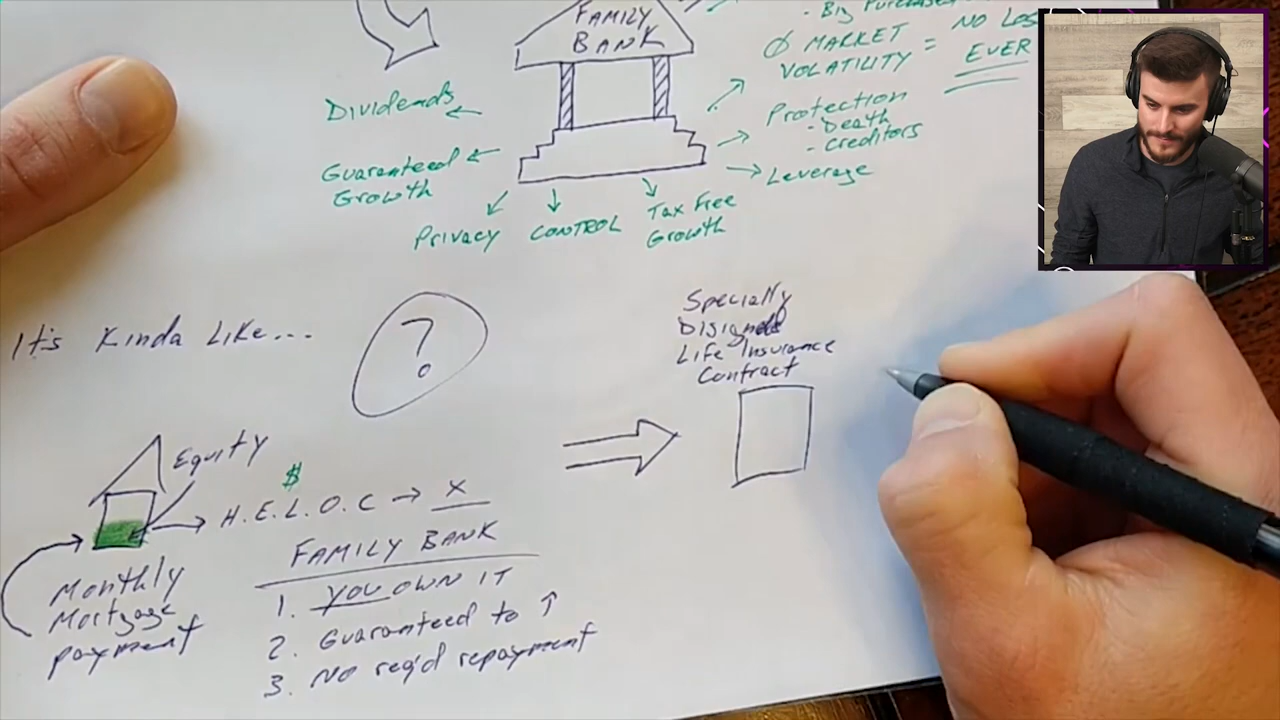 FAMILY
BANK
- Big Purchases
Ø MARKET
VOLATILITY = NO LOSS
EVER
Dividends
Guaranteed
Growth
Privacy
CONTROL
Tax Free
Growth
Protection
- Death
- Creditors
Leverage
It's Kinda Like...
?
Specially
Disigned
Life Insurance
Contract
Equity
$
H.E.L.O.C → X
Monthly
Mortgage
payment
FAMILY BANK
1. YOU OWN IT
2. Guaranteed to ↑
3. No req'd repayment